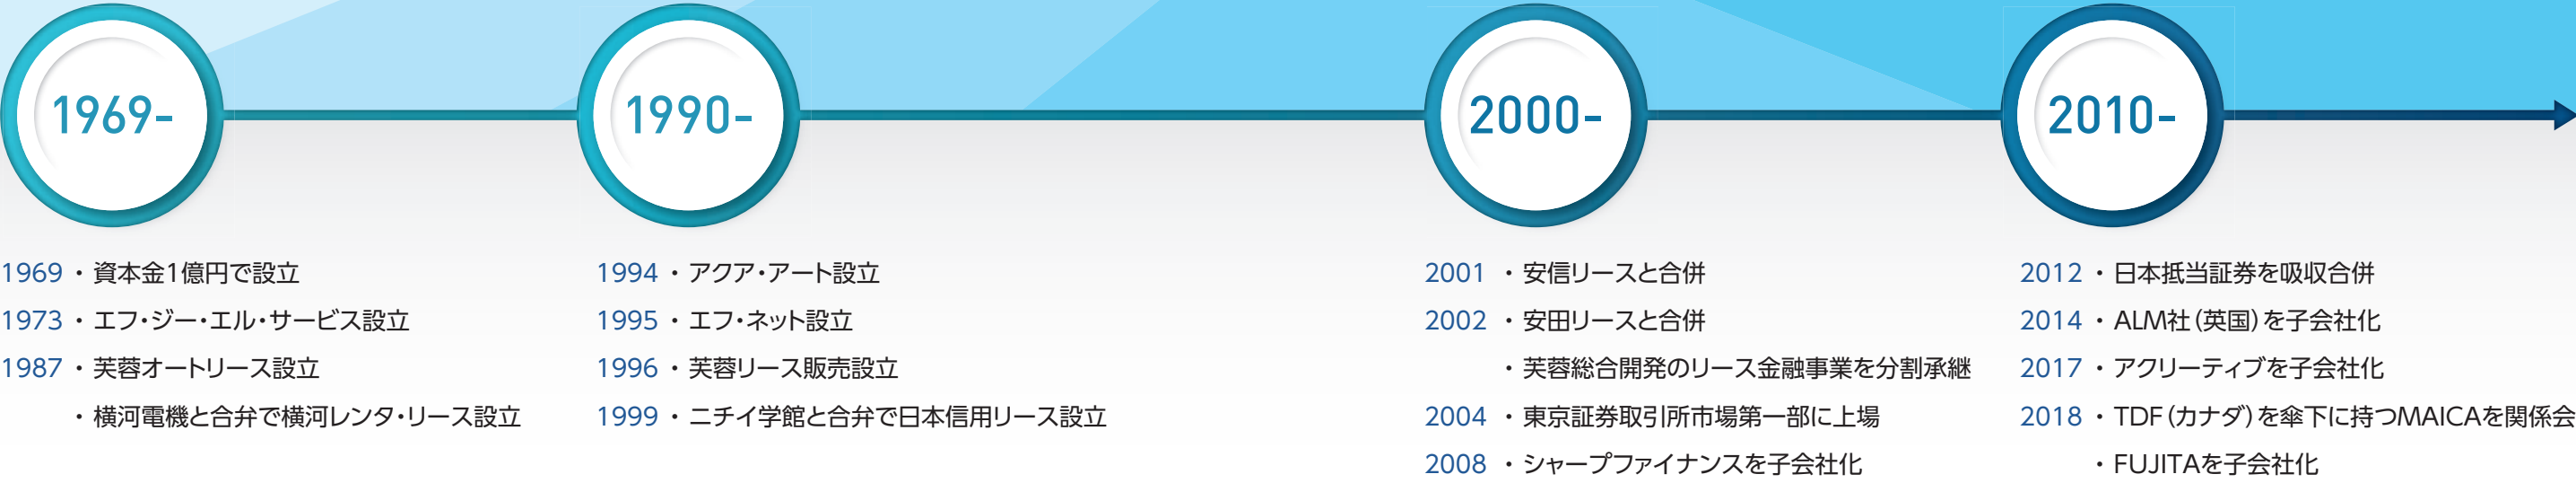 1969-
1969 ・ 資本金1億円で設立
1973 ・ エフ・ジー・エル・サービス設立
1987 ・ 芙蓉オートリース設立
・ 横河電機と合弁で横河レンタ・リース設立
1990-
1994 ・ アクア・アート設立
1995 ・ エフ・ネット設立
1996 ・ 芙蓉リース販売設立
1999 ・ ニチイ学館と合弁で日本信用リース設立
2000-
2001 ・ 安信リースと合併
2002 ・ 安田リースと合併
・ 芙蓉総合開発のリース金融事業を分割承継
2004 ・ 東京証券取引所市場第一部に上場
2008 ・ シャープファイナンスを子会社化
2010-
2012 ・ 日本抵当証券を吸収合併
2014 ・ ALM社(英国)を子会社化
2017 ・ アクリーティブを子会社化
2018 ・ TDF(カナダ)を傘下に持つMAICAを関係会
・ FUJITAを子会社化